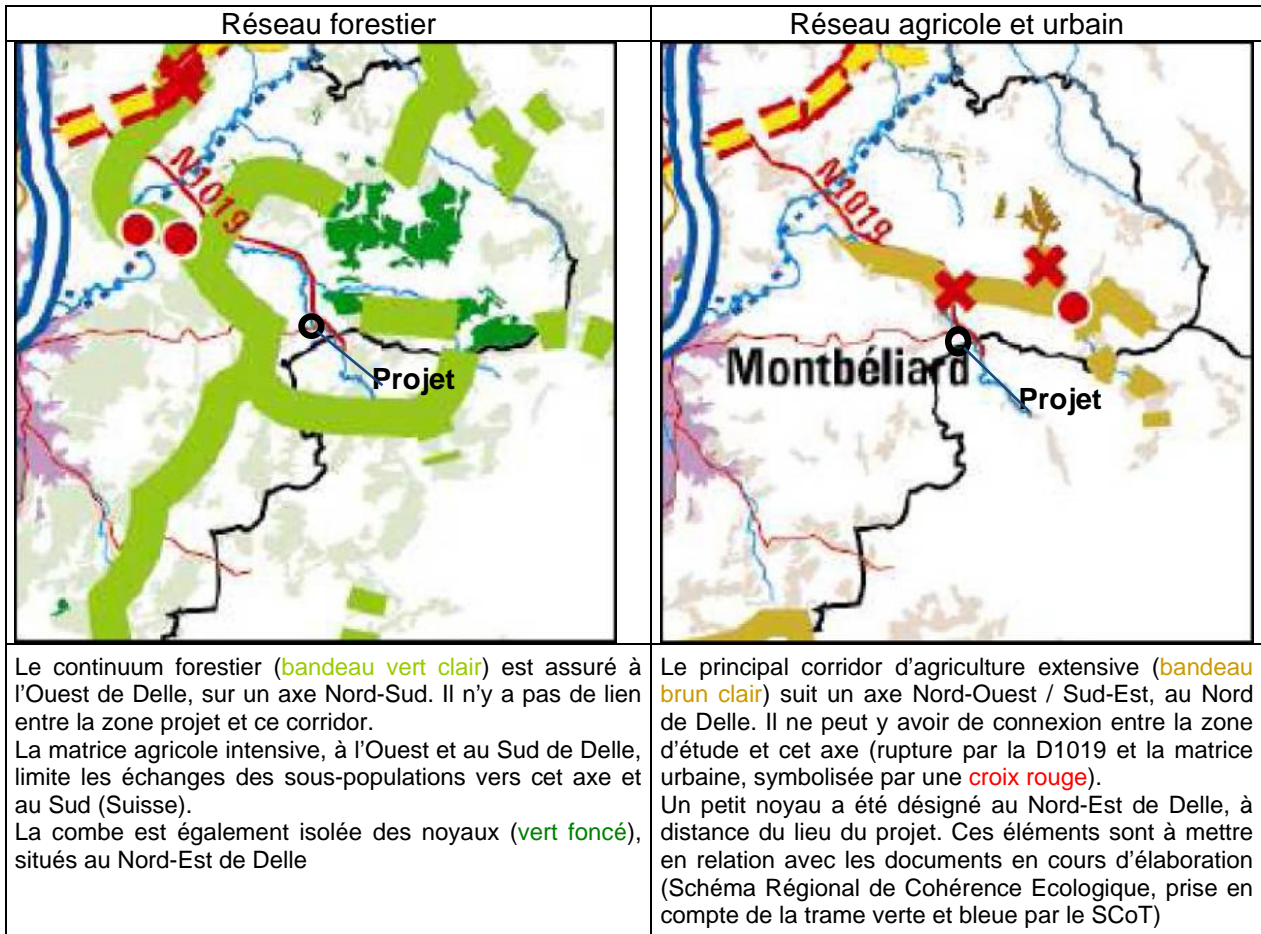 Réseau forestier
Réseau agricole et urbain
N1019
Projet
N1019
Montbéliard
Projet
Le continuum forestier (bandeau vert clair) est assuré à
l'Ouest de Delle, sur un axe Nord-Sud. Il n'y a pas de lien
entre la zone projet et ce corridor.
La matrice agricole intensive, à l'Ouest et au Sud de Delle,
limite les échanges des sous-populations vers cet axe et
au Sud (Suisse).
La combe est également isolée des noyaux (vert foncé),
situés au Nord-Est de Delle
Le principal corridor d'agriculture extensive (bandeau
brun clair) suit un axe Nord-Ouest / Sud-Est, au Nord
de Delle. Il ne peut y avoir de connexion entre la zone
d'étude et cet axe (rupture par la D1019 et la matrice
urbaine, symbolisée par une croix rouge).
Un petit noyau a été désigné au Nord-Est de Delle, à
distance du lieu du projet. Ces éléments sont à mettre
en relation avec les documents en cours d'élaboration
(Schéma Régional de Cohérence Ecologique, prise en
compte de la trame verte et bleue par le SCoT)